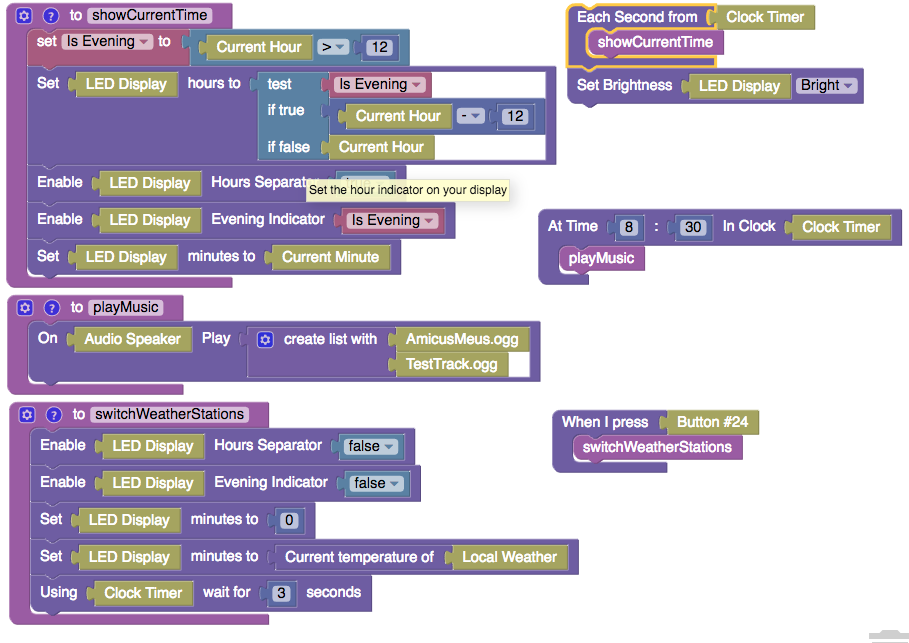 ? to showCurrentTime
set Is Evening to Current Hour > 12
Set LED Display hours to test Is Evening
if true Current Hour - 12
if false Current Hour
Enable LED Display Hours Separator
Set the hour indicator on your display
Enable LED Display Evening Indicator Is Evening
Set LED Display minutes to Current Minute
? to playMusic
On Audio Speaker Play create list with AmicusMeus.ogg
TestTrack.ogg
? to switchWeatherStations
Enable LED Display Hours Separator false
Enable LED Display Evening Indicator false
Set LED Display minutes to 0
Set LED Display minutes to Current temperature of Local Weather
Using Clock Timer wait for 3 seconds
Each Second from Clock Timer
showCurrentTime
Set Brightness LED Display Bright
At Time 8 : 30 In Clock Clock Timer
playMusic
When I press Button #24
switchWeatherStations